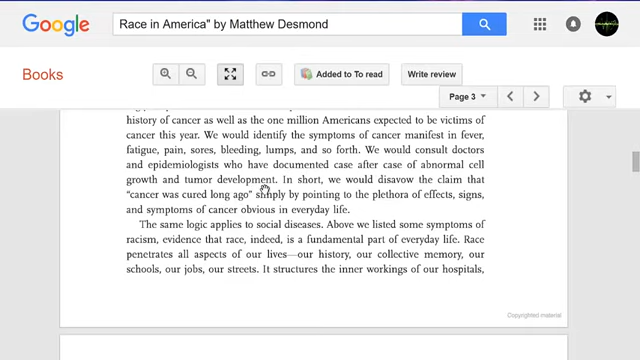 Google
Race in America" by Matthew Desmond
Books
Added to To read
Write review
Page 3
history of cancer as well as the one million Americans expected to be victims of
cancer this year. We would identify the symptoms of cancer manifest in fever,
fatigue, pain, sores, bleeding, lumps, and so forth. We would consult doctors
and epidemiologists who have documented case after case of abnormal cell
growth and tumor development. In short, we would disavow the claim that
"cancer was cured long ago" simply by pointing to the plethora of effects, signs,
and symptoms of cancer obvious in everyday life.
The same logic applies to social diseases. Above we listed some symptoms of
racism, evidence that race, indeed, is a fundamental part of everyday life. Race
penetrates all aspects of our lives—our history, our collective memory, our
schools, our jobs, our streets. It structures the inner workings of our hospitals,
Copyrighted material